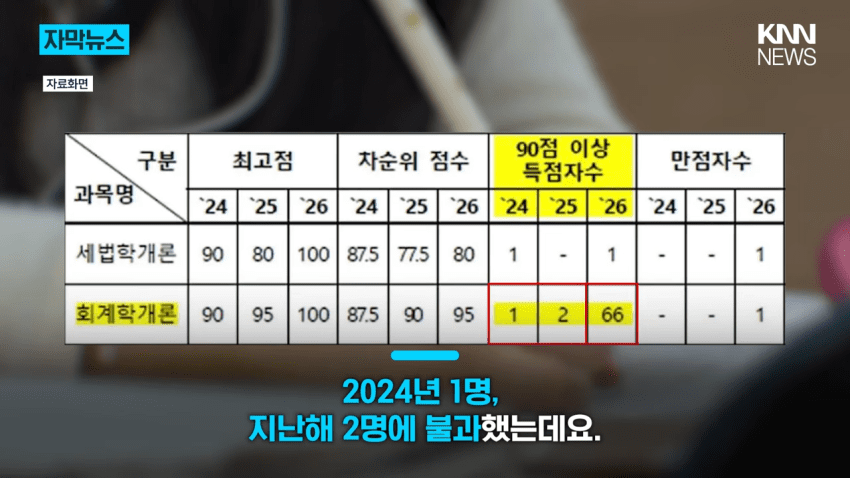 자막뉴스
KNN
NEWS
자료화면
구분
과목명
최고점
차순위 점수
90점 이상
득점자수
만점자수
`24 `25 `26 `24 `25 `26 `24 `25 `26 `24 `25 `26
세법학개론 90 80 100 87.5 77.5 80 1 - 1 - - 1
회계학개론 90 95 100 87.5 90 95 1 2 66 - - 1
2024년 1명,
지난해 2명에 불과했는데요.